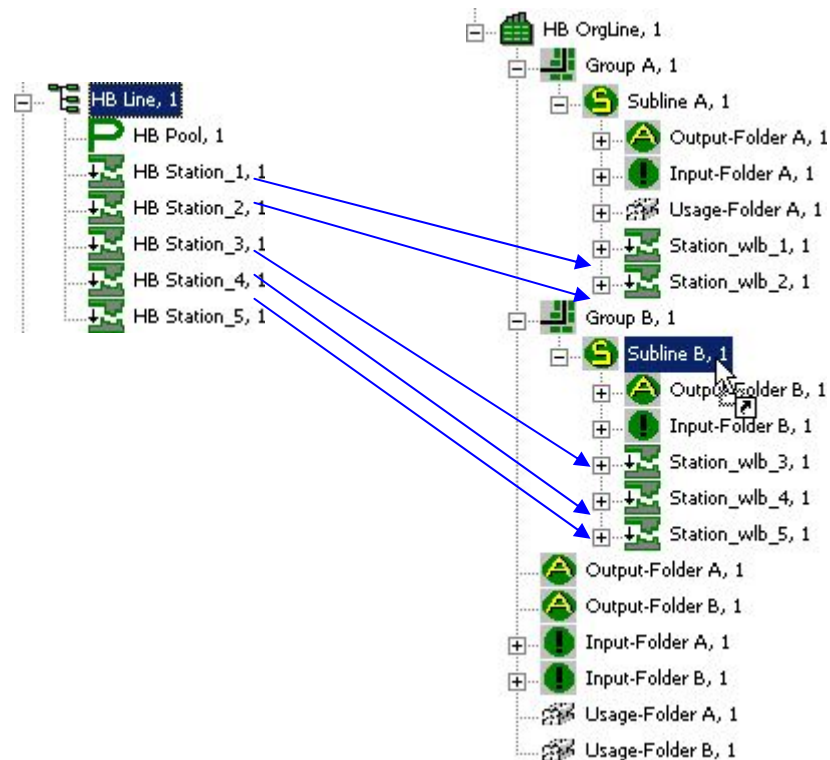 HB Line, 1
HB Pool, 1
HB Station_1, 1
HB Station_2, 1
HB Station_3, 1
HB Station_4, 1
HB Station_5, 1
HB OrgLine, 1
Group A, 1
Subline A, 1
Output-Folder A, 1
Input-Folder A, 1
Usage-Folder A, 1
Station_wlb_1, 1
Station_wlb_2, 1
Group B, 1
Subline B, 1
Output-Folder B, 1
Input-Folder B, 1
Station_wlb_3, 1
Station_wlb_4, 1
Station_wlb_5, 1
Output-Folder A, 1
Output-Folder B, 1
Input-Folder A, 1
Input-Folder B, 1
Usage-Folder A, 1
Usage-Folder B, 1